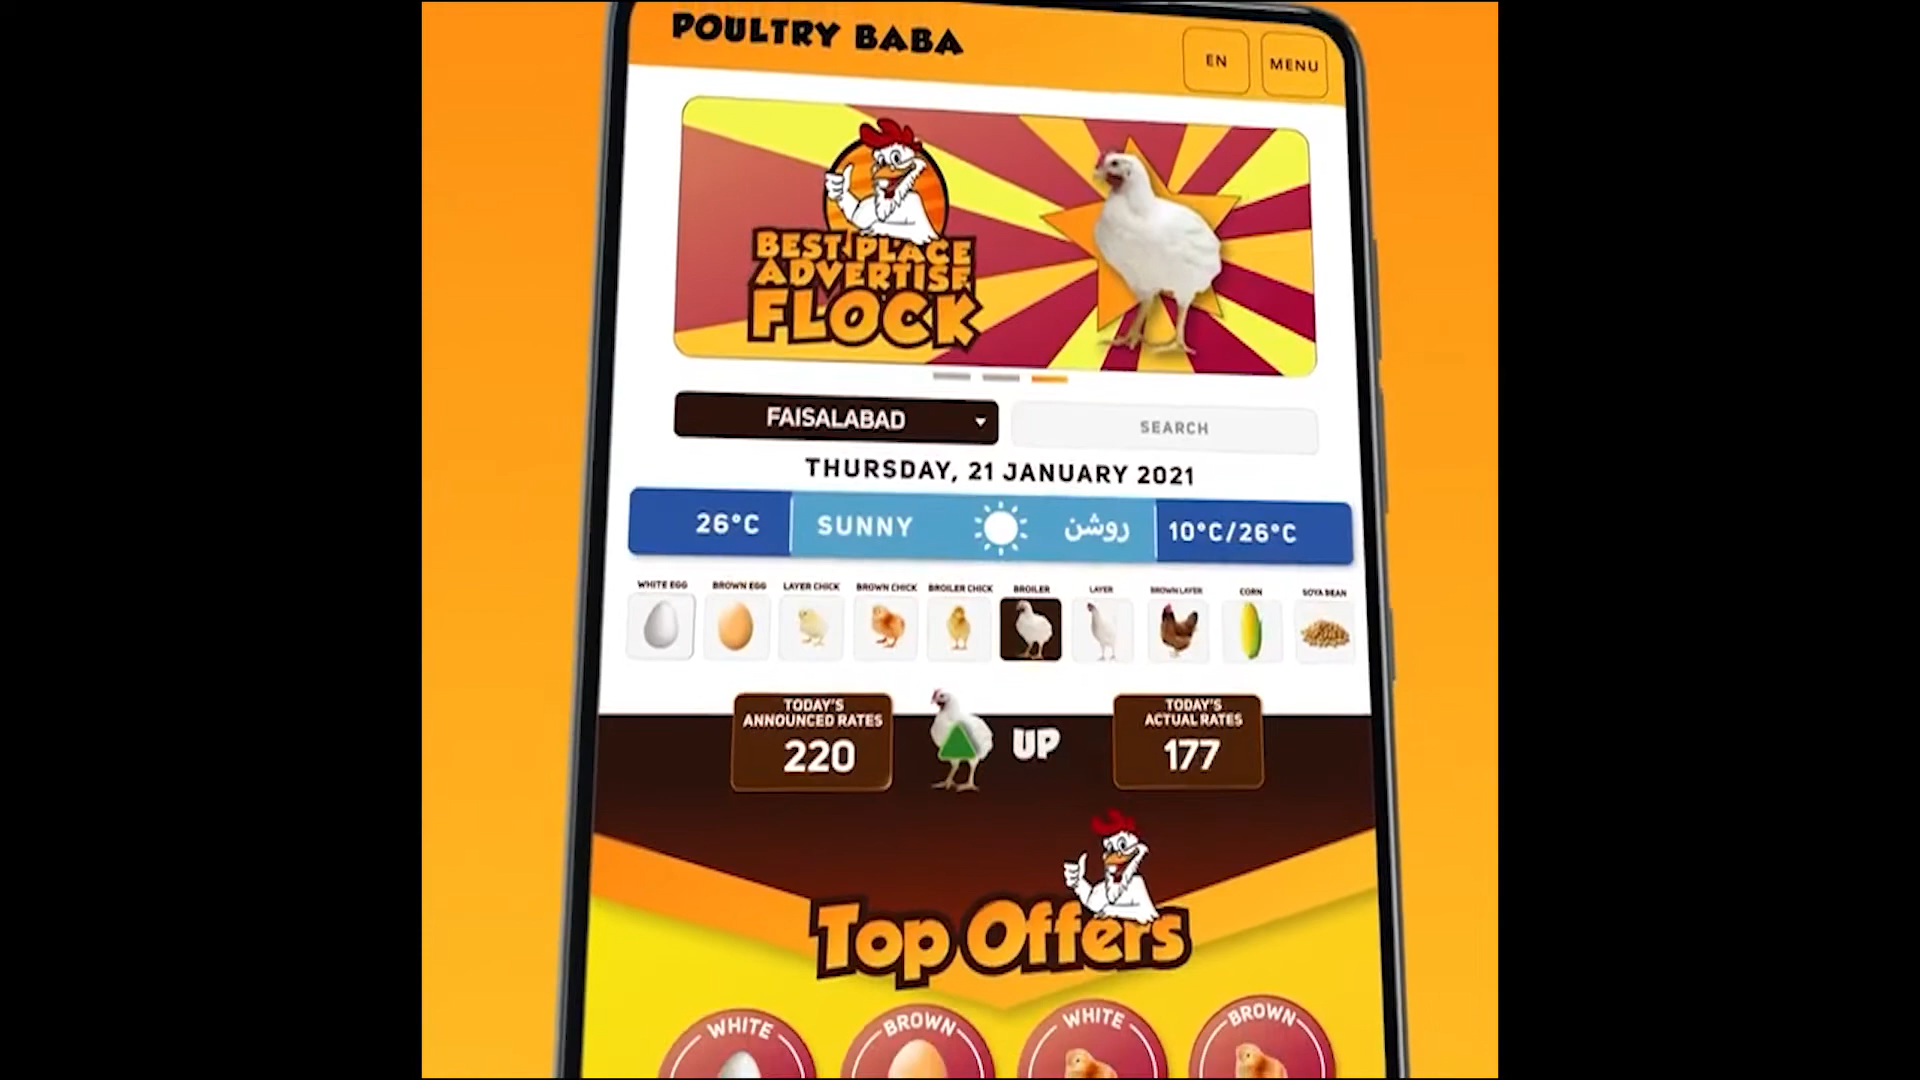 POULTRY BABA
EN
MENU
BEST PLACE
ADVERTISE
FLOCK
FAISALABAD
SEARCH
THURSDAY, 21 JANUARY 2021
26°C
SUNNY
روشن
10°C/26°C
WHITE EGG
BROWN EGG
LAYER CHICK
BROWN CHICK
BROILER CHICK
BROILER
LAYER
BROWN LAYER
CORN
SOYA BEAN
TODAY'S
ANNOUNCED RATES
220
UP
TODAY'S
ACTUAL RATES
177
Top Offers
WHITE
BROWN
WHITE
BROWN